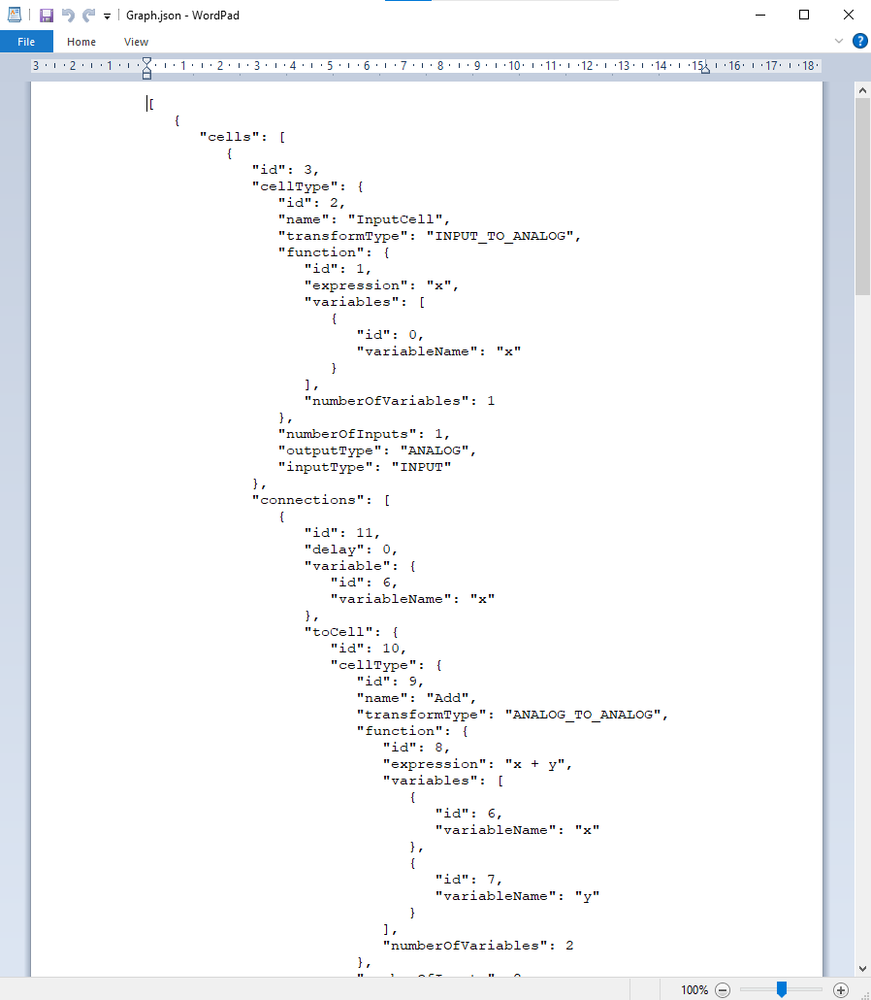 Graph.json - WordPad
File Home View
3 2 1 1 2 3 4 5 6 7 8 9 10 11 12 13 14 15 16 17 18
[
{
"cells": [
{
"id": 3,
"cellType": {
"id": 2,
"name": "InputCell",
"transformType": "INPUT_TO_ANALOG",
"function": {
"id": 1,
"expression": "x",
"variables": [
{
"id": 0,
"variableName": "x"
}
],
"numberOfVariables": 1
},
"numberOfInputs": 1,
"outputType": "ANALOG",
"inputType": "INPUT"
},
"connections": [
{
"id": 11,
"delay": 0,
"variable": {
"id": 6,
"variableName": "x"
},
"toCell": {
"id": 10,
"cellType": {
"id": 9,
"name": "Add",
"transformType": "ANALOG_TO_ANALOG",
"function": {
"id": 8,
"expression": "x + y",
"variables": [
{
"id": 6,
"variableName": "x"
},
{
"id": 7,
"variableName": "y"
}
],
"numberOfVariables": 2
},
100%